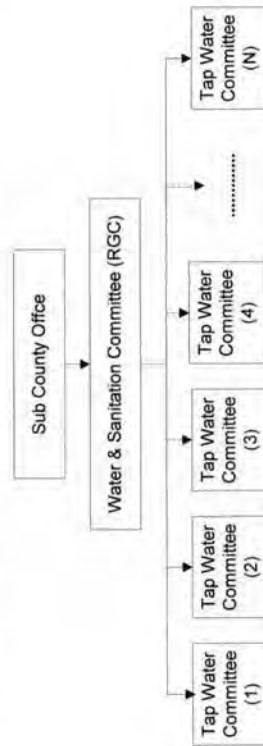 Sub County Offce
Water & Sanitation Committee (RGC)
Tap Water
Committee
(1)
Tap Water
Committee
(2)
Tap Water
Committee
(3)
Tap Water
Committee
(4)
............
Tap Water
Committee
(N)